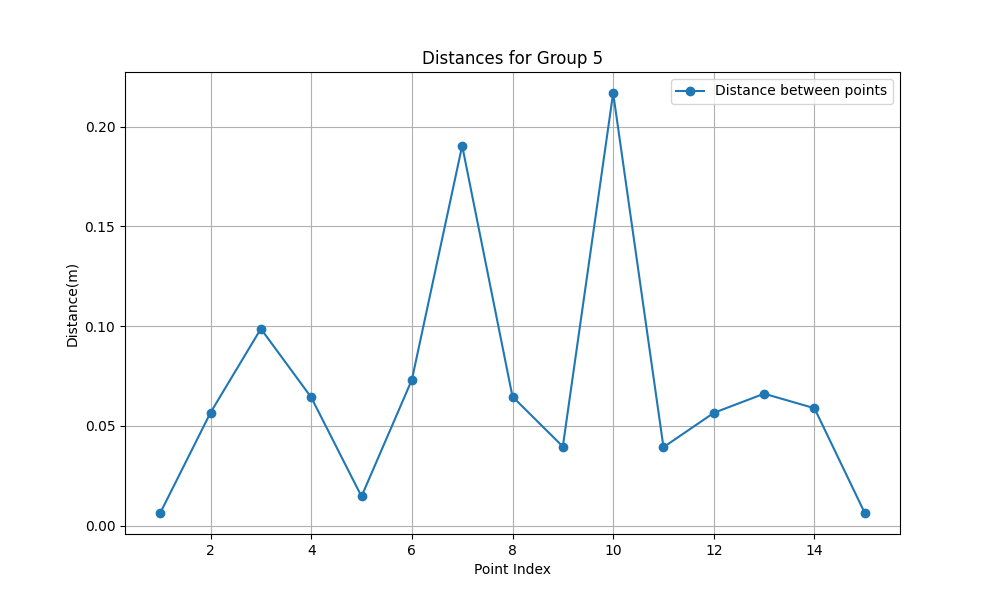 Distances for Group 5
Distance between points
0.20
0.15
0.10
0.05
0.00
Distance(m)
2 4 6 8 10 12 14
Point Index